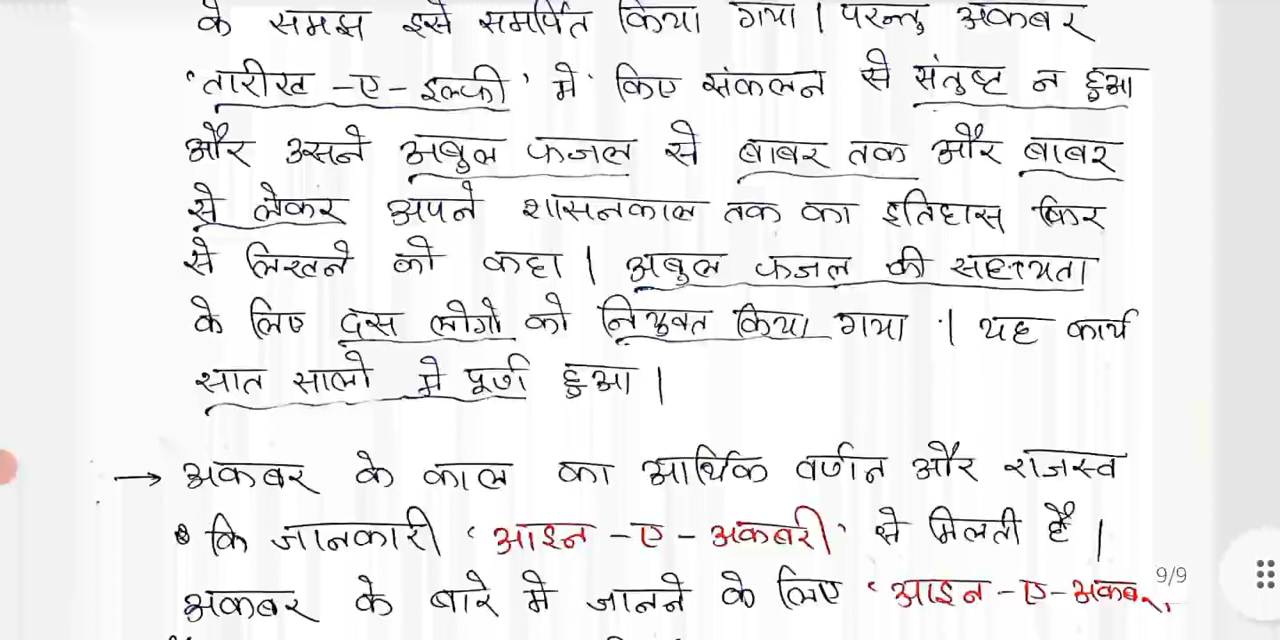 के समक्ष इसे समर्पित किया गया | परन्तु अकबर
'तारीख -ए- इल्फी' में किए संकलन से संतुष्ट न हुआ
और उसने अबुल फजल से बाबर तक और बाबर
से लेकर अपने शासनकाल तक का इतिहास फिर
से लिखने को कहा | अबुल फजल की सहायता
के लिए दस लोगो को नियुक्त किया गया | यह कार्य
सात सालो मे पूर्ण हुआ |
→ अकबर के काल का आर्थिक वर्णन और राजस्व
कि जानकारी 'आइन -ए- अकबरी' से मिलती है |
अकबर के बारे मे जानने के लिए 'आइन -ए-अकबर
9/9